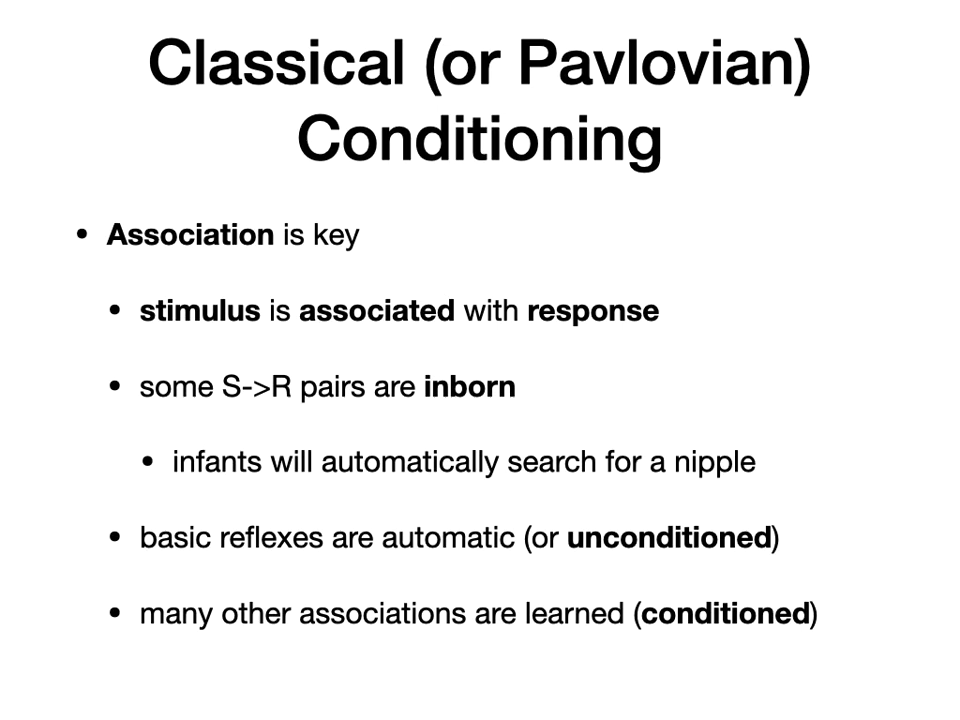 Classical (or Pavlovian)
Conditioning
• Association is key
• stimulus is associated with response
• some S->R pairs are inborn
• infants will automatically search for a nipple
• basic reflexes are automatic (or unconditioned)
• many other associations are learned (conditioned)